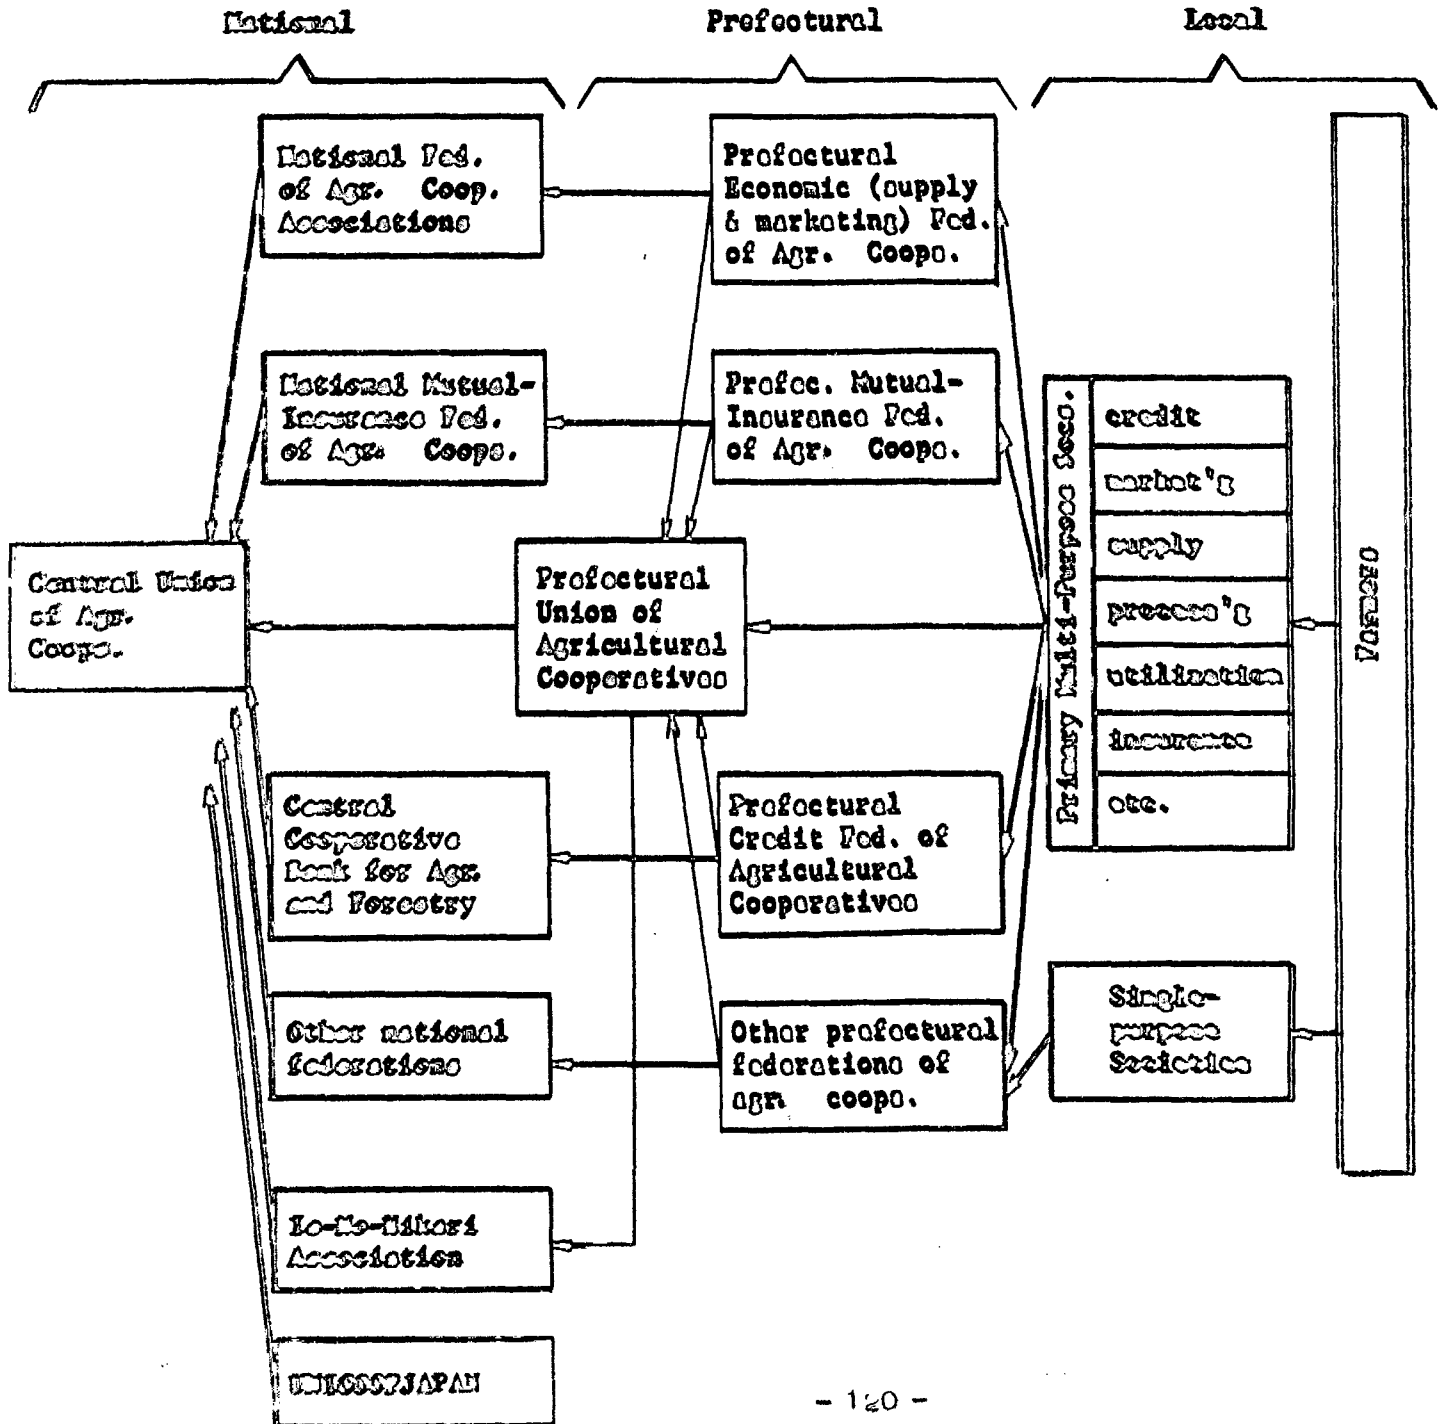 National
Prefectural
Local
National Fed.
of Agr. Coop.
Associations
Prefectural
Economic (supply
& marketing) Fed.
of Agr. Coops.
National Mutual-
Insurance Fed.
of Agr. Coops.
Prefec. Mutual-
Insurance Fed.
of Agr. Coops.
Central Union
of Agr.
Coops.
Prefectural
Union of
Agricultural
Cooperatives
Primary Multi-Purpose Socs.
credit
market'g
supply
process'g
utilization
insurance
etc.
Farmers
Central
Cooperative
Bank for Agr.
and Forestry
Prefectural
Credit Fed. of
Agricultural
Cooperatives
Other national
federations
Other prefectural
federations of
agr. coops.
Single-
purpose
Societies
Ie-No-Hikari
Association
JAPAN
- 120 -